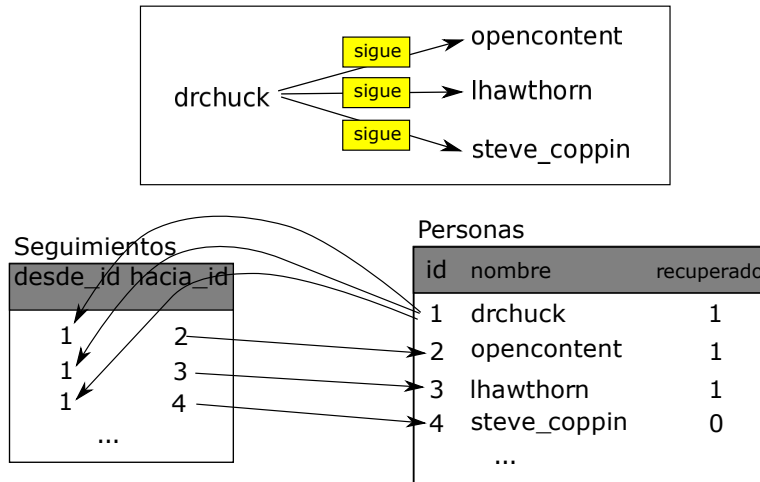 opencontent
sigue
drchuck
sigue
lhawthorn
sigue
steve_coppin
Seguimientos
desde_id hacia_id
1 2
1 3
1 4
...
Personas
id nombre recuperado
1 drchuck 1
2 opencontent 1
3 lhawthorn 1
4 steve_coppin 0
...